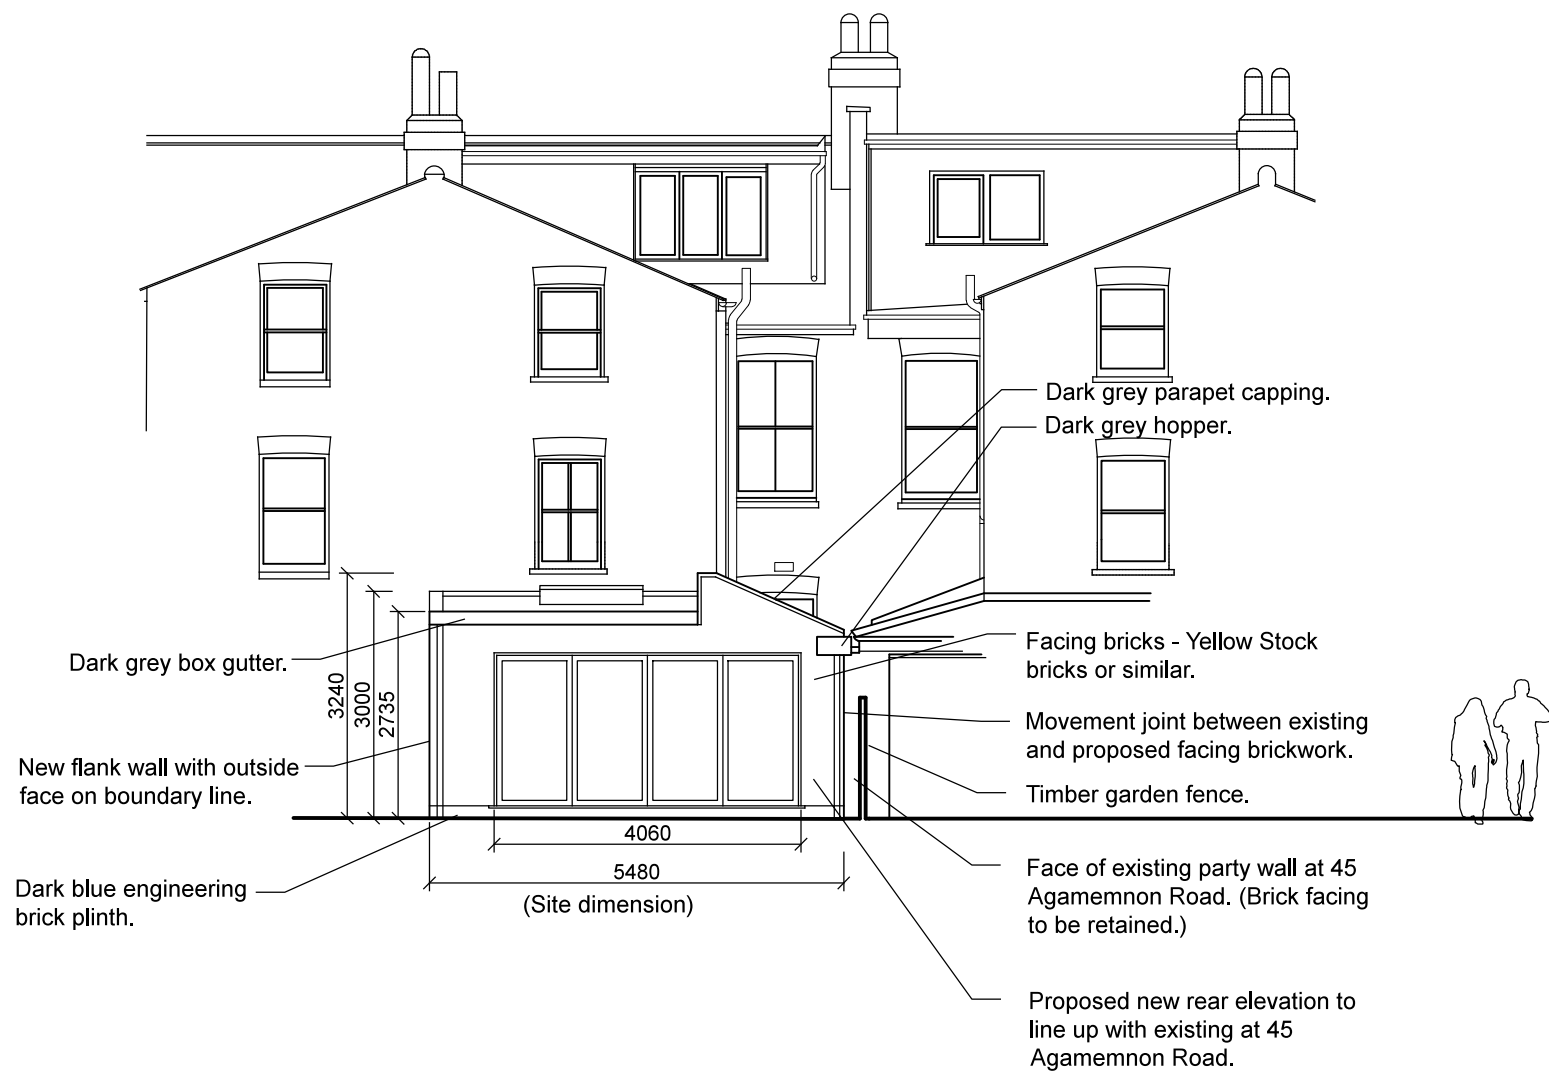 Dark grey parapet capping.
Dark grey hopper.
Dark grey box gutter.
3240
3000
2735
Facing bricks - Yellow Stock
bricks or similar.
Movement joint between existing
and proposed facing brickwork.
New flank wall with outside
face on boundary line.
Timber garden fence.
4060
5480
(Site dimension)
Dark blue engineering
brick plinth.
Face of existing party wall at 45
Agamemnon Road. (Brick facing
to be retained.)
Proposed new rear elevation to
line up with existing at 45
Agamemnon Road.